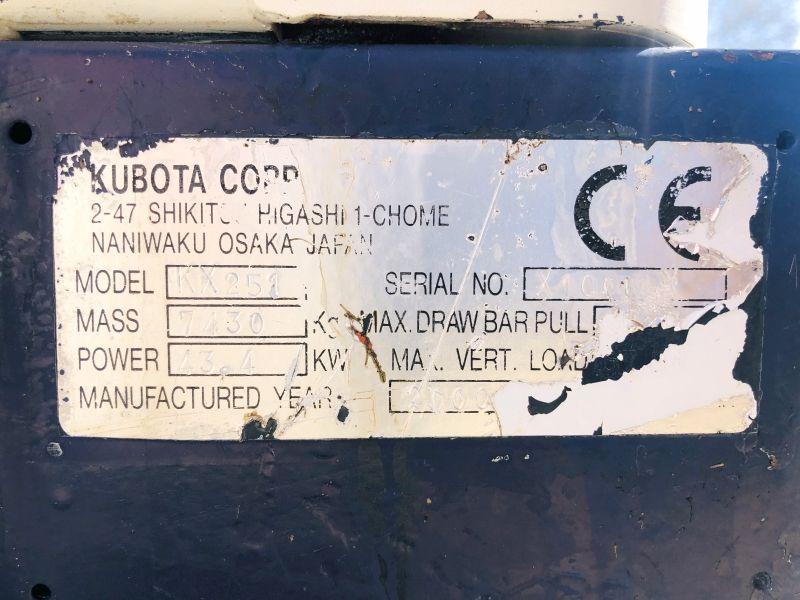 KUBOTA CORP
2-47 HIGASHI 1-CHOME
NANIWAKU OSAKA JAPAN
CE
MODEL KX251 SERIAL NO.
MASS 7430 Kg MAX. DRAW BAR PULL
POWER 43.4 KW MAX. VERT. LOAD
MANUFACTURED YEAR 2000